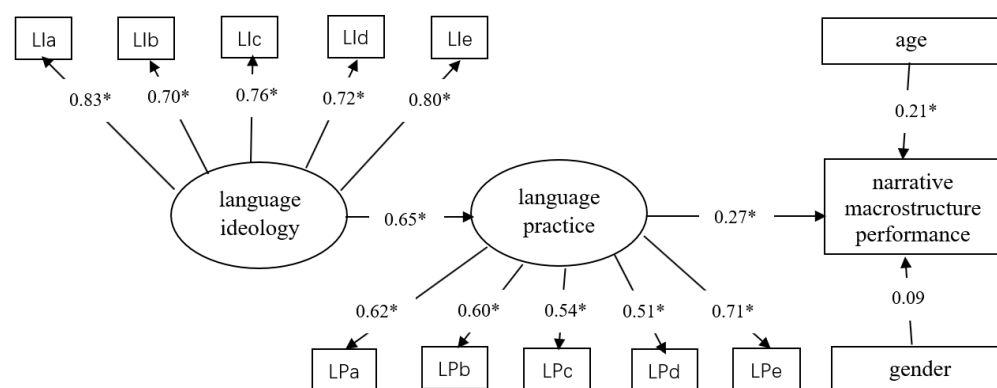 LIa
LIb
LIc
LId
LIe
age
0.83*
0.70*
0.76*
0.72*
0.80*
0.21*
language
ideology
0.65*
language
practice
0.27*
narrative
macrostructure
performance
0.62*
0.60*
0.54*
0.51*
0.71*
0.09
LPa
LPb
LPc
LPd
LPe
gender